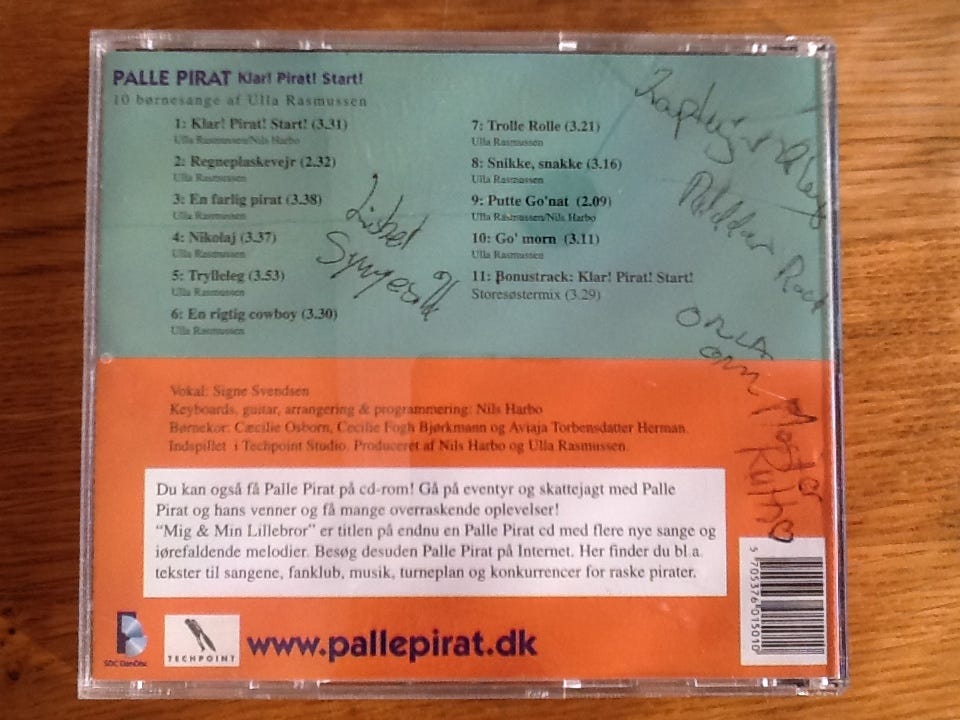 PALLE PIRAT Klar! Pirat! Start!
10 børnesange af Ulla Rasmussen
1: Klar! Pirat! Start! (3.31)
Ulla Rasmussen/Nils Harbo
2: Regneplaskevejr (2.32)
Ulla Rasmussen
3: En farlig pirat (3.38)
Ulla Rasmussen
4: Nikolaj (3.37)
Ulla Rasmussen
5: Trylleleg (3.53)
Ulla Rasmussen
6: En rigtig cowboy (3.30)
Ulla Rasmussen
7: Trolle Rolle (3.21)
Ulla Rasmussen
8: Snikke, snakke (3.16)
Ulla Rasmussen
9: Putte Go'nat (2.09)
Ulla Rasmussen/Nils Harbo
10: Go' morn (3.11)
Ulla Rasmussen
11: Bonustrack: Klar! Pirat! Start!
Storesøstermix (3.29)
Vokal: Signe Svendsen
Keyboards, guitar, arrangering & programmering: Nils Harbo
Børnekor: Cæcilie Osborn, Cecilie Fogh Bjørkmann og Aviaja Torbensdatter Herman.
Indspillet i Techpoint Studio. Produceret af Nils Harbo og Ulla Rasmussen.
Du kan også få Palle Pirat på cd-rom! Gå på eventyr og skattejagt med Palle
Pirat og hans venner og få mange overraskende oplevelser!
“Mig & Min Lillebror” er titlen på endnu en Palle Pirat cd med flere nye sange og
iørefaldende melodier. Besøg desuden Palle Pirat på Internet. Her finder du bl.a.
tekster til sangene, fanklub, musik, turneplan og konkurrencer for raske pirater.
SDC DanDisc
TECHPOINT
www.pallepirat.dk
5 705376 015010